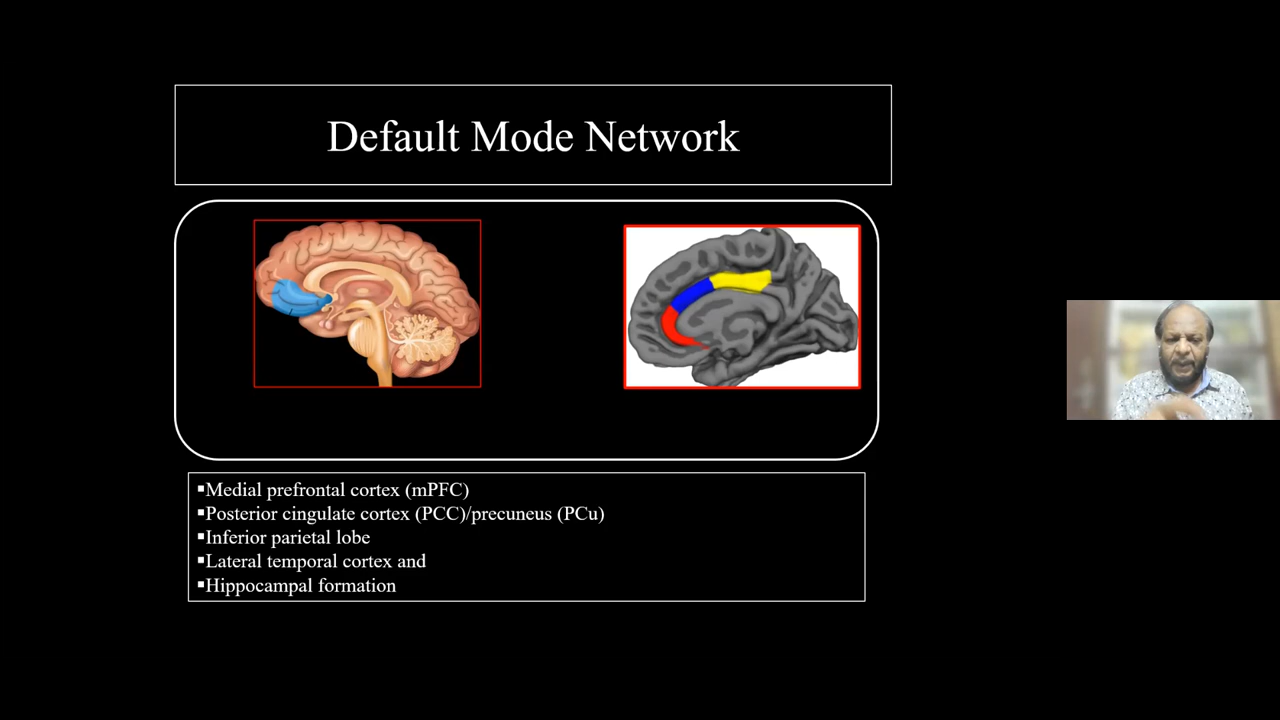 Default Mode Network
▪Medial prefrontal cortex (mPFC)
▪Posterior cingulate cortex (PCC)/precuneus (PCu)
▪Inferior parietal lobe
▪Lateral temporal cortex and
▪Hippocampal formation